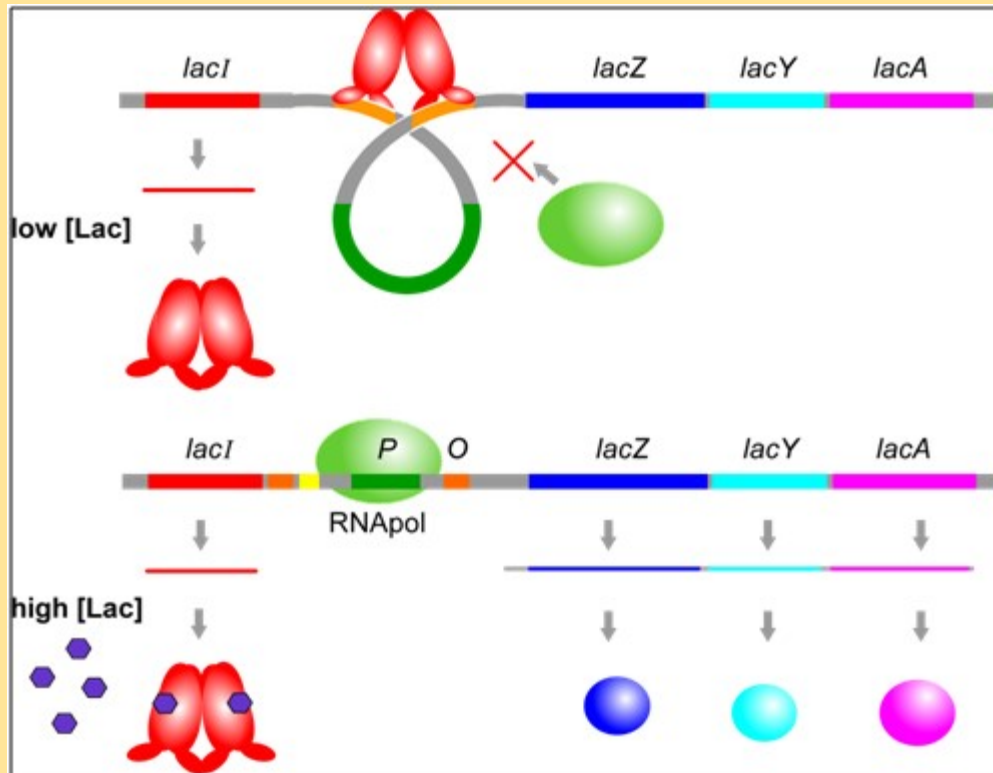 lacI lacZ lacY lacA
low [Lac]
lacI P O lacZ lacY lacA
RNApol
high [Lac]